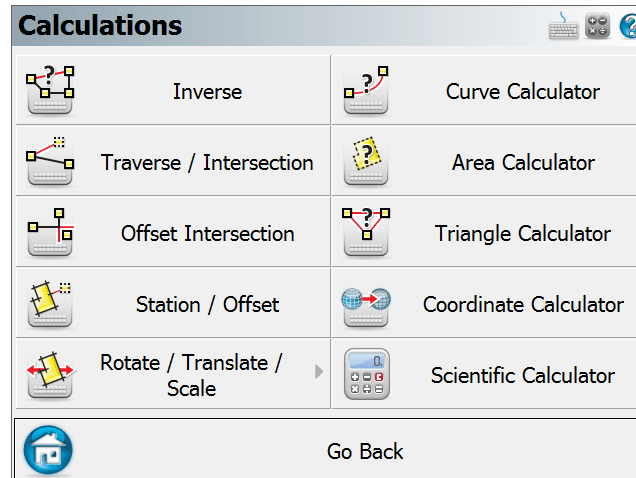 Calculations
Inverse
Curve Calculator
Traverse / Intersection
Area Calculator
Offset Intersection
Triangle Calculator
Station / Offset
Coordinate Calculator
Rotate / Translate /
Scale
0.
Scientific Calculator
Go Back